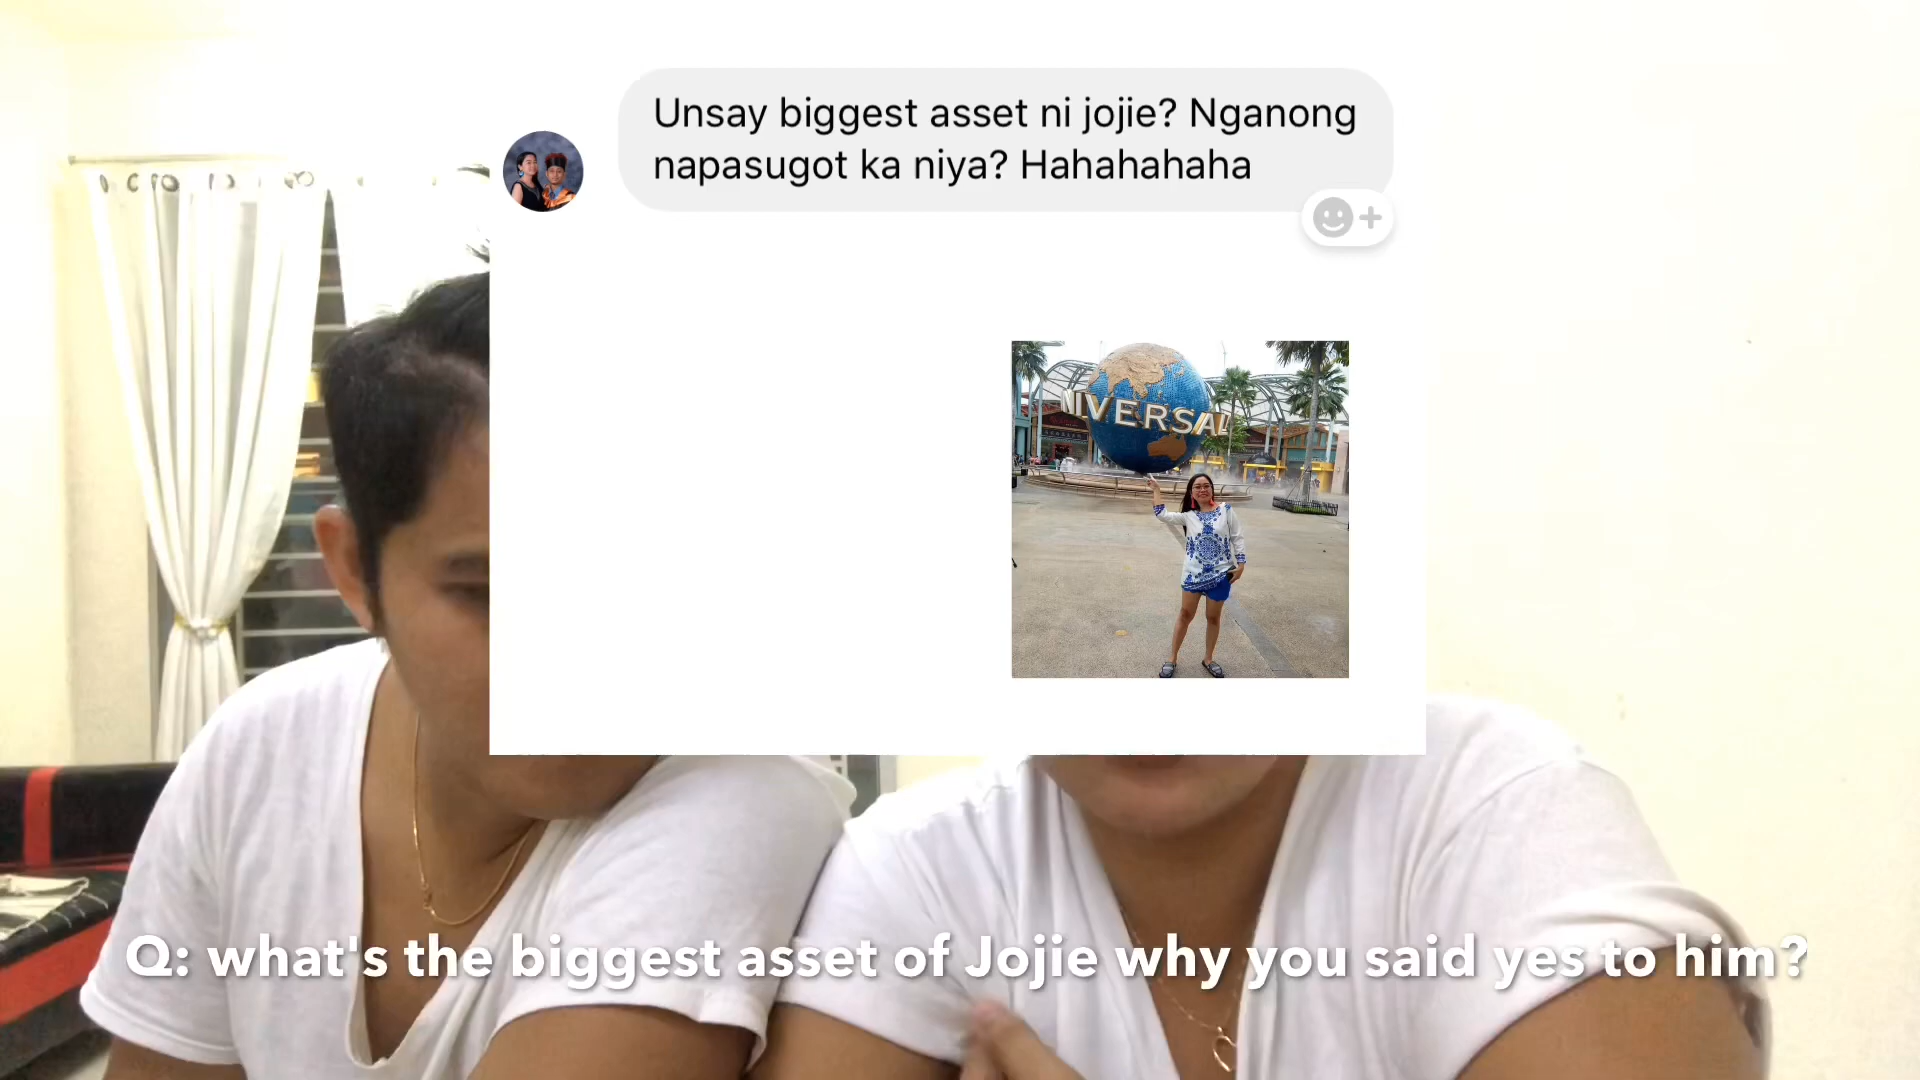 Unsay biggest asset ni jojie? Nganong
napasugot ka niya? Hahahahaha
NIVERSAL
Q: what's the biggest asset of Jojie why you said yes to him?